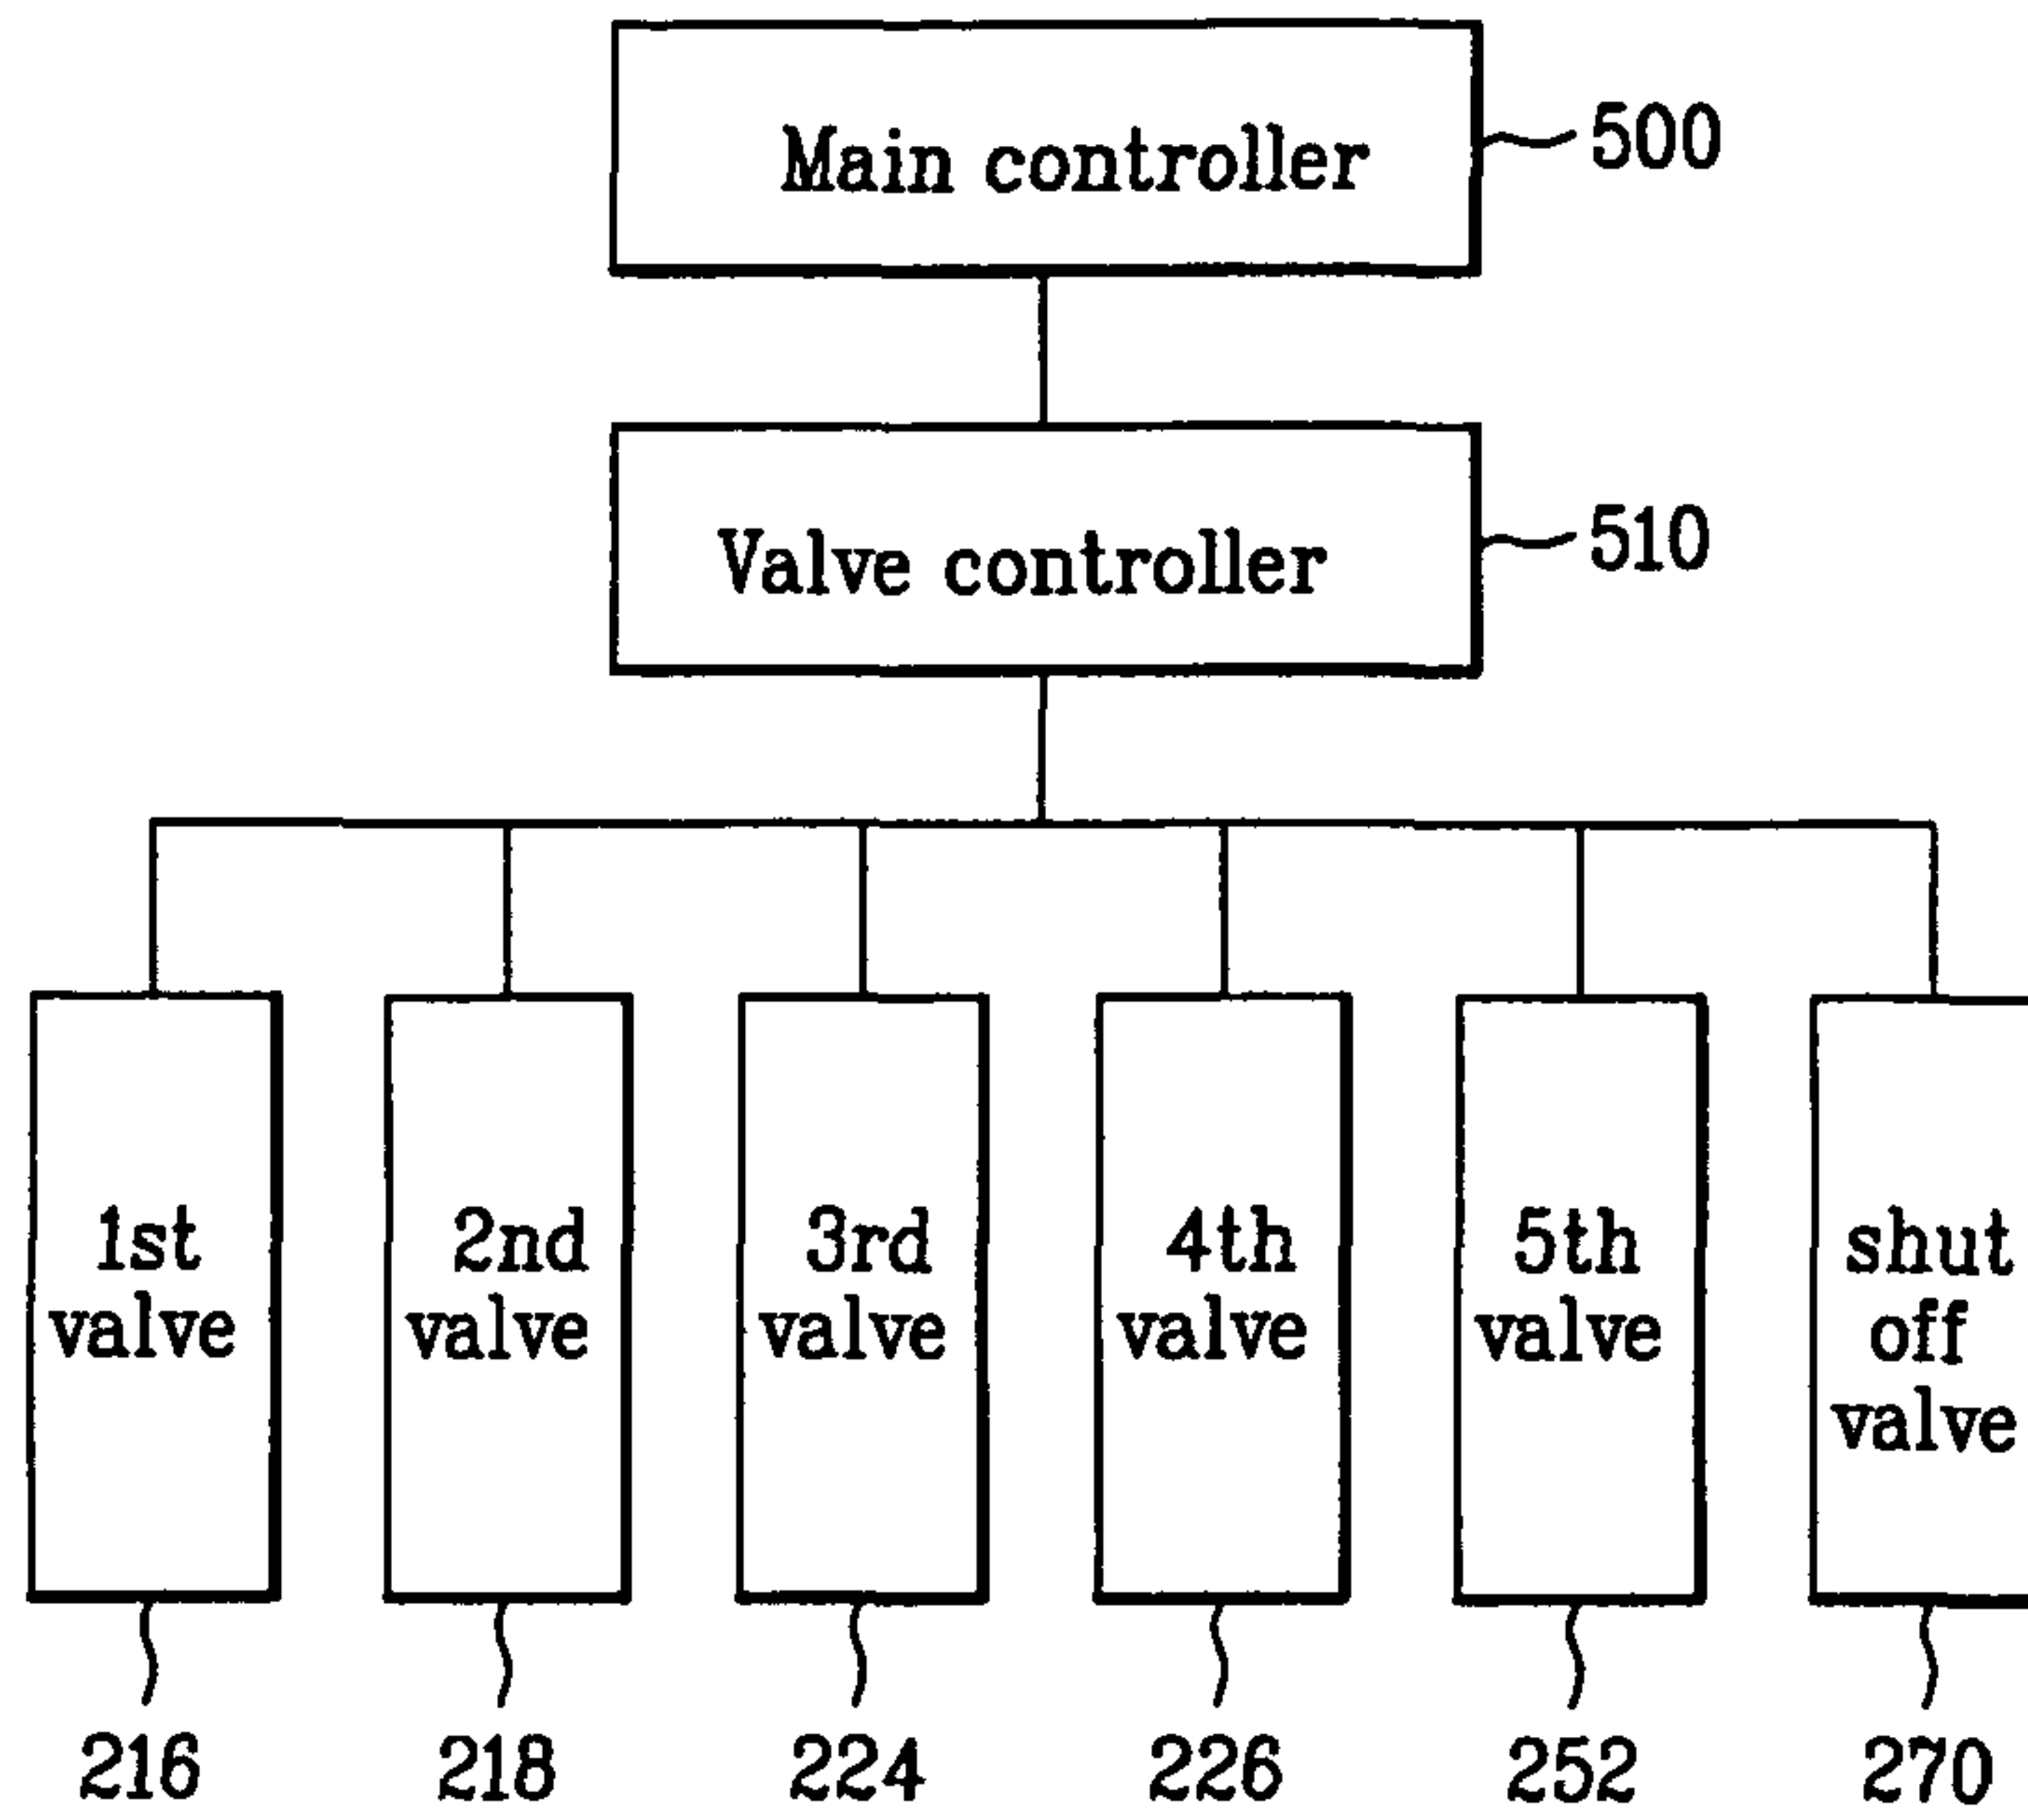 Main controller
500
Valve controller
510
1st
valve
2nd
valve
3rd
valve
4th
valve
5th
valve
shut
off
valve
216
218
224
226
252
270